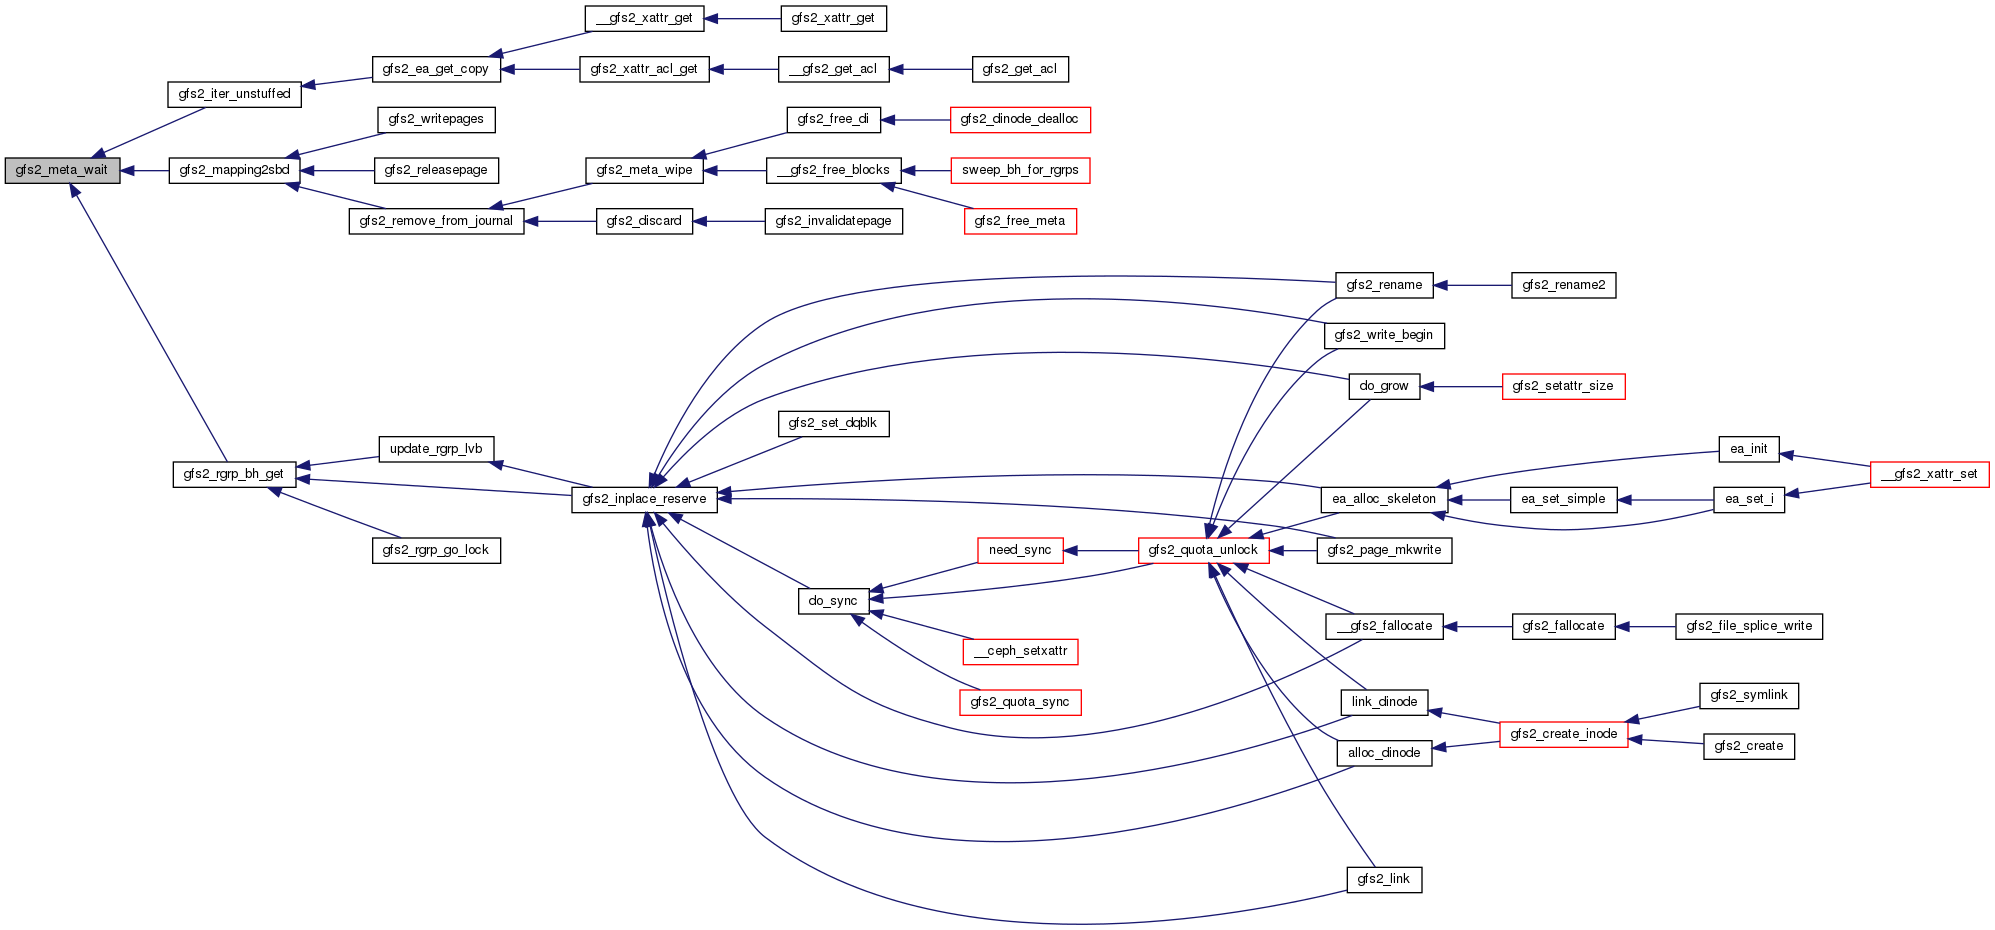 __gfs2_xattr_get
gfs2_xattr_get
gfs2_ea_get_copy
gfs2_xattr_acl_get
__gfs2_get_acl
gfs2_get_acl
gfs2_iter_unstuffed
gfs2_writepages
gfs2_free_di
gfs2_dinode_dealloc
gfs2_meta_wait
gfs2_mapping2sbd
gfs2_releasepage
gfs2_meta_wipe
__gfs2_free_blocks
sweep_bh_for_rgrps
gfs2_remove_from_journal
gfs2_discard
gfs2_invalidatepage
gfs2_free_meta
gfs2_rename
gfs2_rename2
gfs2_write_begin
do_grow
gfs2_setattr_size
gfs2_set_dqblk
update_rgrp_lvb
ea_init
gfs2_rgrp_bh_get
__gfs2_xattr_set
gfs2_inplace_reserve
ea_alloc_skeleton
ea_set_simple
ea_set_i
gfs2_rgrp_go_lock
need_sync
gfs2_quota_unlock
gfs2_page_mkwrite
do_sync
__gfs2_fallocate
gfs2_fallocate
gfs2_file_splice_write
__ceph_setxattr
gfs2_quota_sync
link_dinode
gfs2_symlink
gfs2_create_inode
alloc_dinode
gfs2_create
gfs2_link